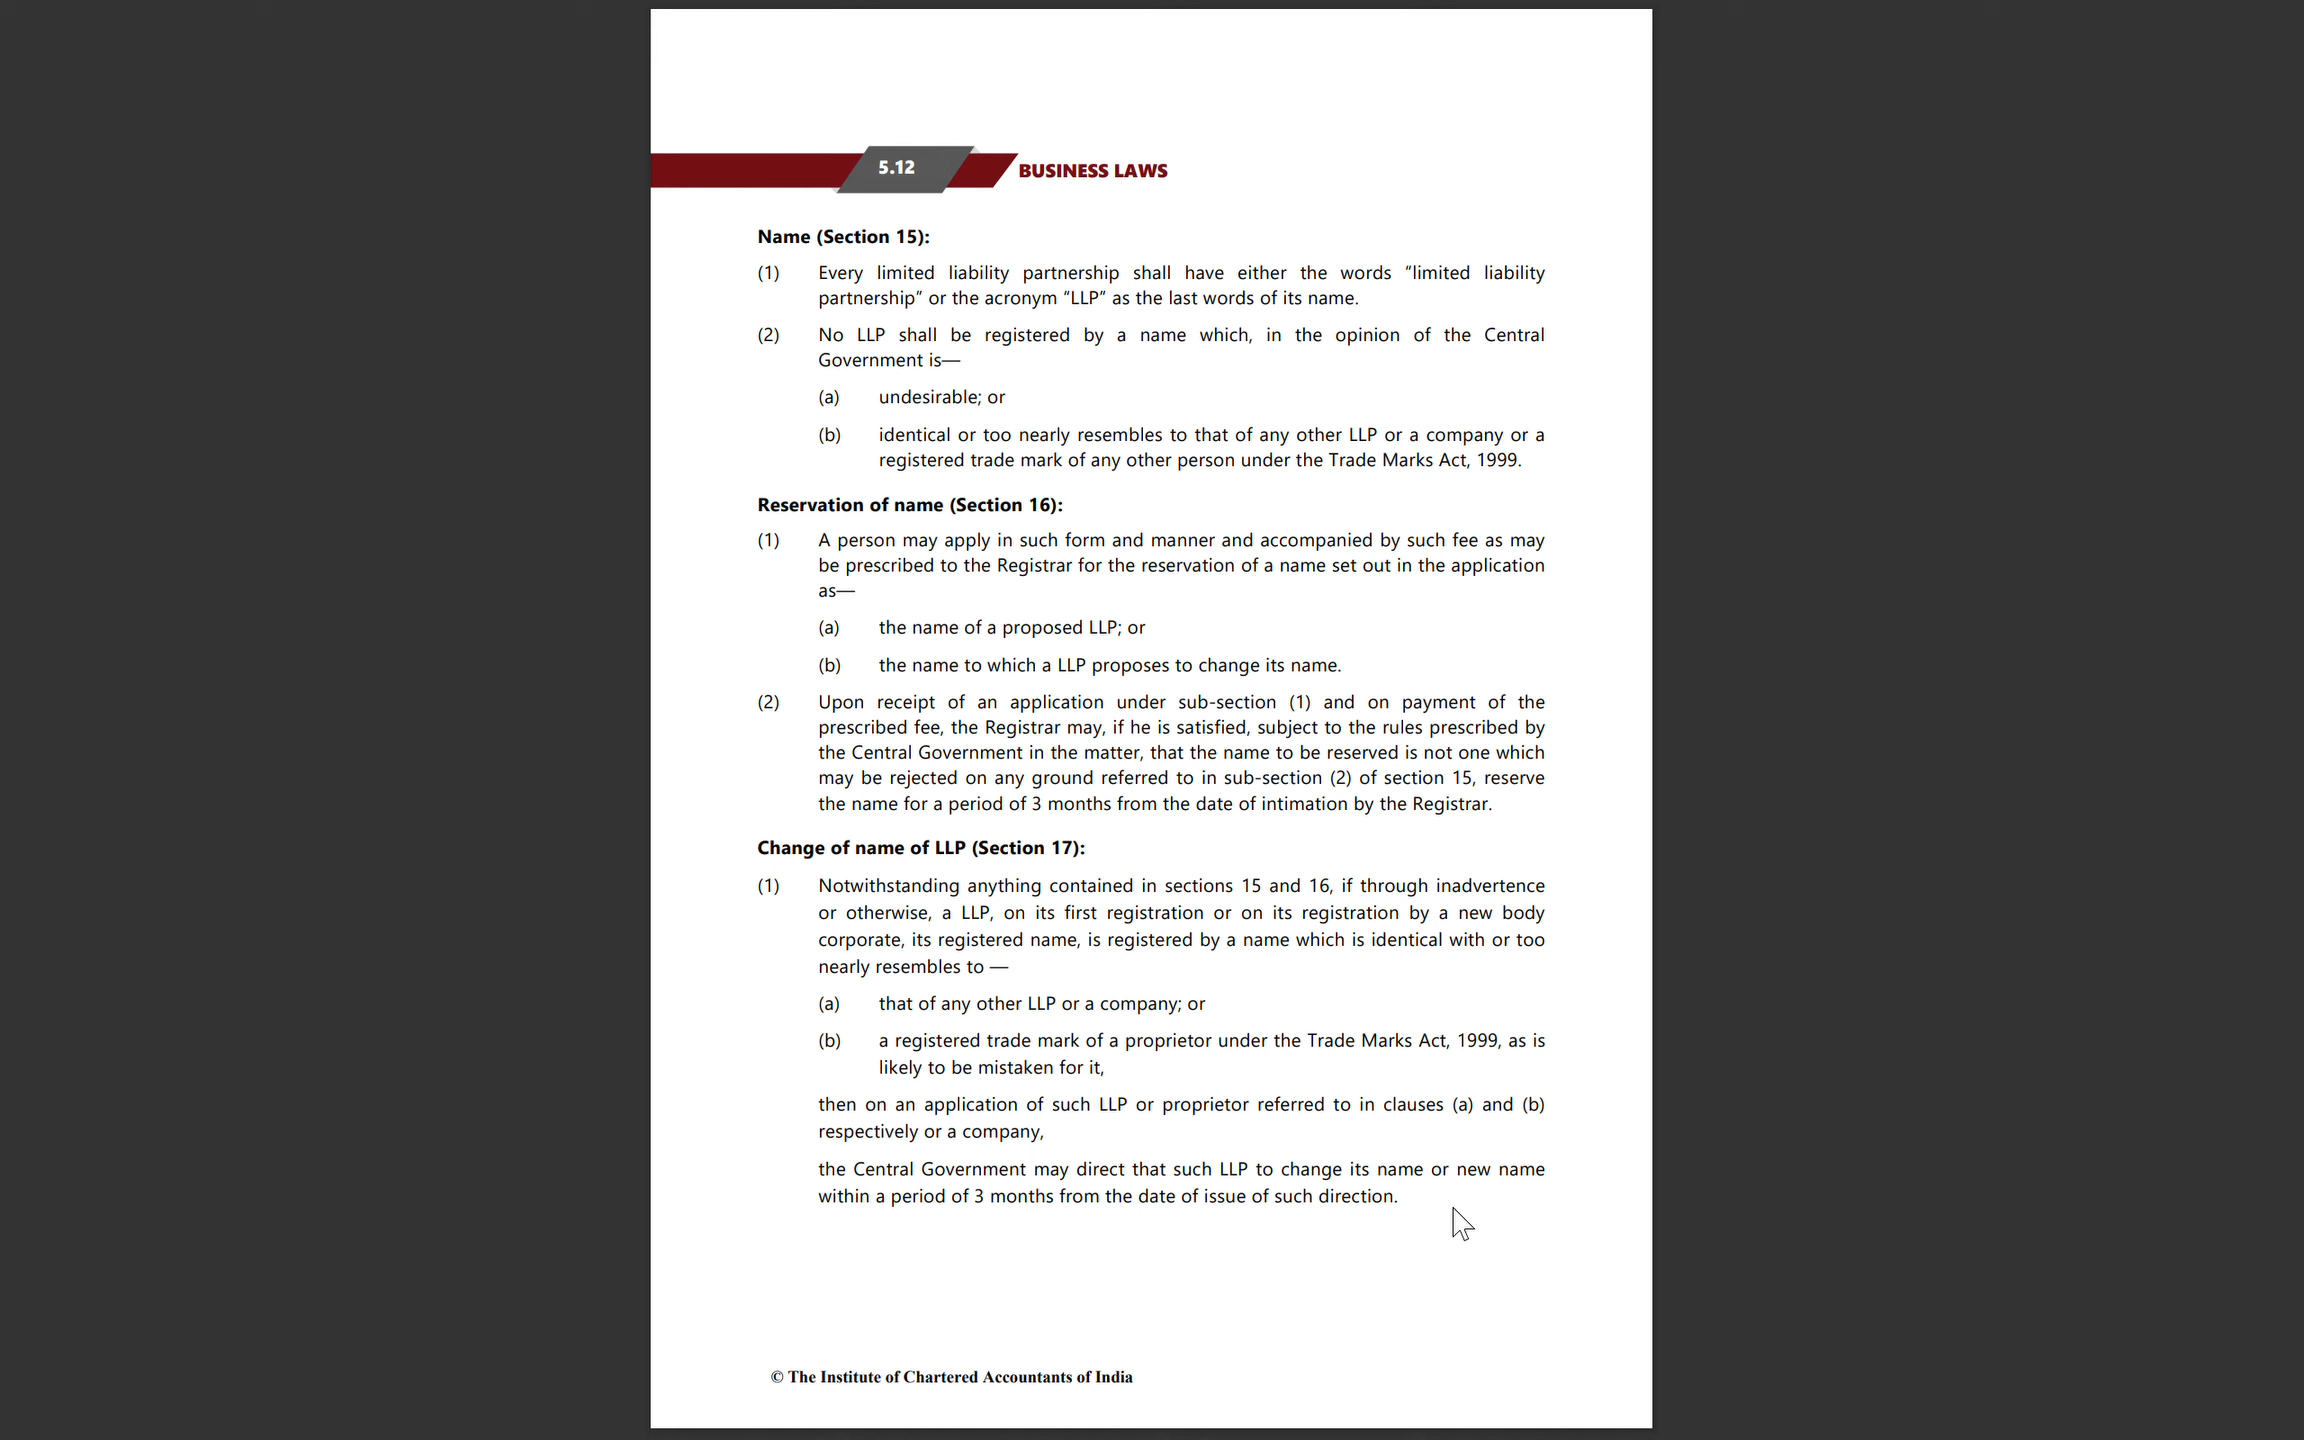 5.12 BUSINESS LAWS
Name (Section 15):
(1) Every limited liability partnership shall have either the words “limited liability
partnership” or the acronym “LLP” as the last words of its name.
(2) No LLP shall be registered by a name which, in the opinion of the Central
Government is—
(a) undesirable; or
(b) identical or too nearly resembles to that of any other LLP or a company or a
registered trade mark of any other person under the Trade Marks Act, 1999.
Reservation of name (Section 16):
(1) A person may apply in such form and manner and accompanied by such fee as may
be prescribed to the Registrar for the reservation of a name set out in the application
as—
(a) the name of a proposed LLP; or
(b) the name to which a LLP proposes to change its name.
(2) Upon receipt of an application under sub-section (1) and on payment of the
prescribed fee, the Registrar may, if he is satisfied, subject to the rules prescribed by
the Central Government in the matter, that the name to be reserved is not one which
may be rejected on any ground referred to in sub-section (2) of section 15, reserve
the name for a period of 3 months from the date of intimation by the Registrar.
Change of name of LLP (Section 17):
(1) Notwithstanding anything contained in sections 15 and 16, if through inadvertence
or otherwise, a LLP, on its first registration or on its registration by a new body
corporate, its registered name, is registered by a name which is identical with or too
nearly resembles to —
(a) that of any other LLP or a company; or
(b) a registered trade mark of a proprietor under the Trade Marks Act, 1999, as is
likely to be mistaken for it,
then on an application of such LLP or proprietor referred to in clauses (a) and (b)
respectively or a company,
the Central Government may direct that such LLP to change its name or new name
within a period of 3 months from the date of issue of such direction.
© The Institute of Chartered Accountants of India